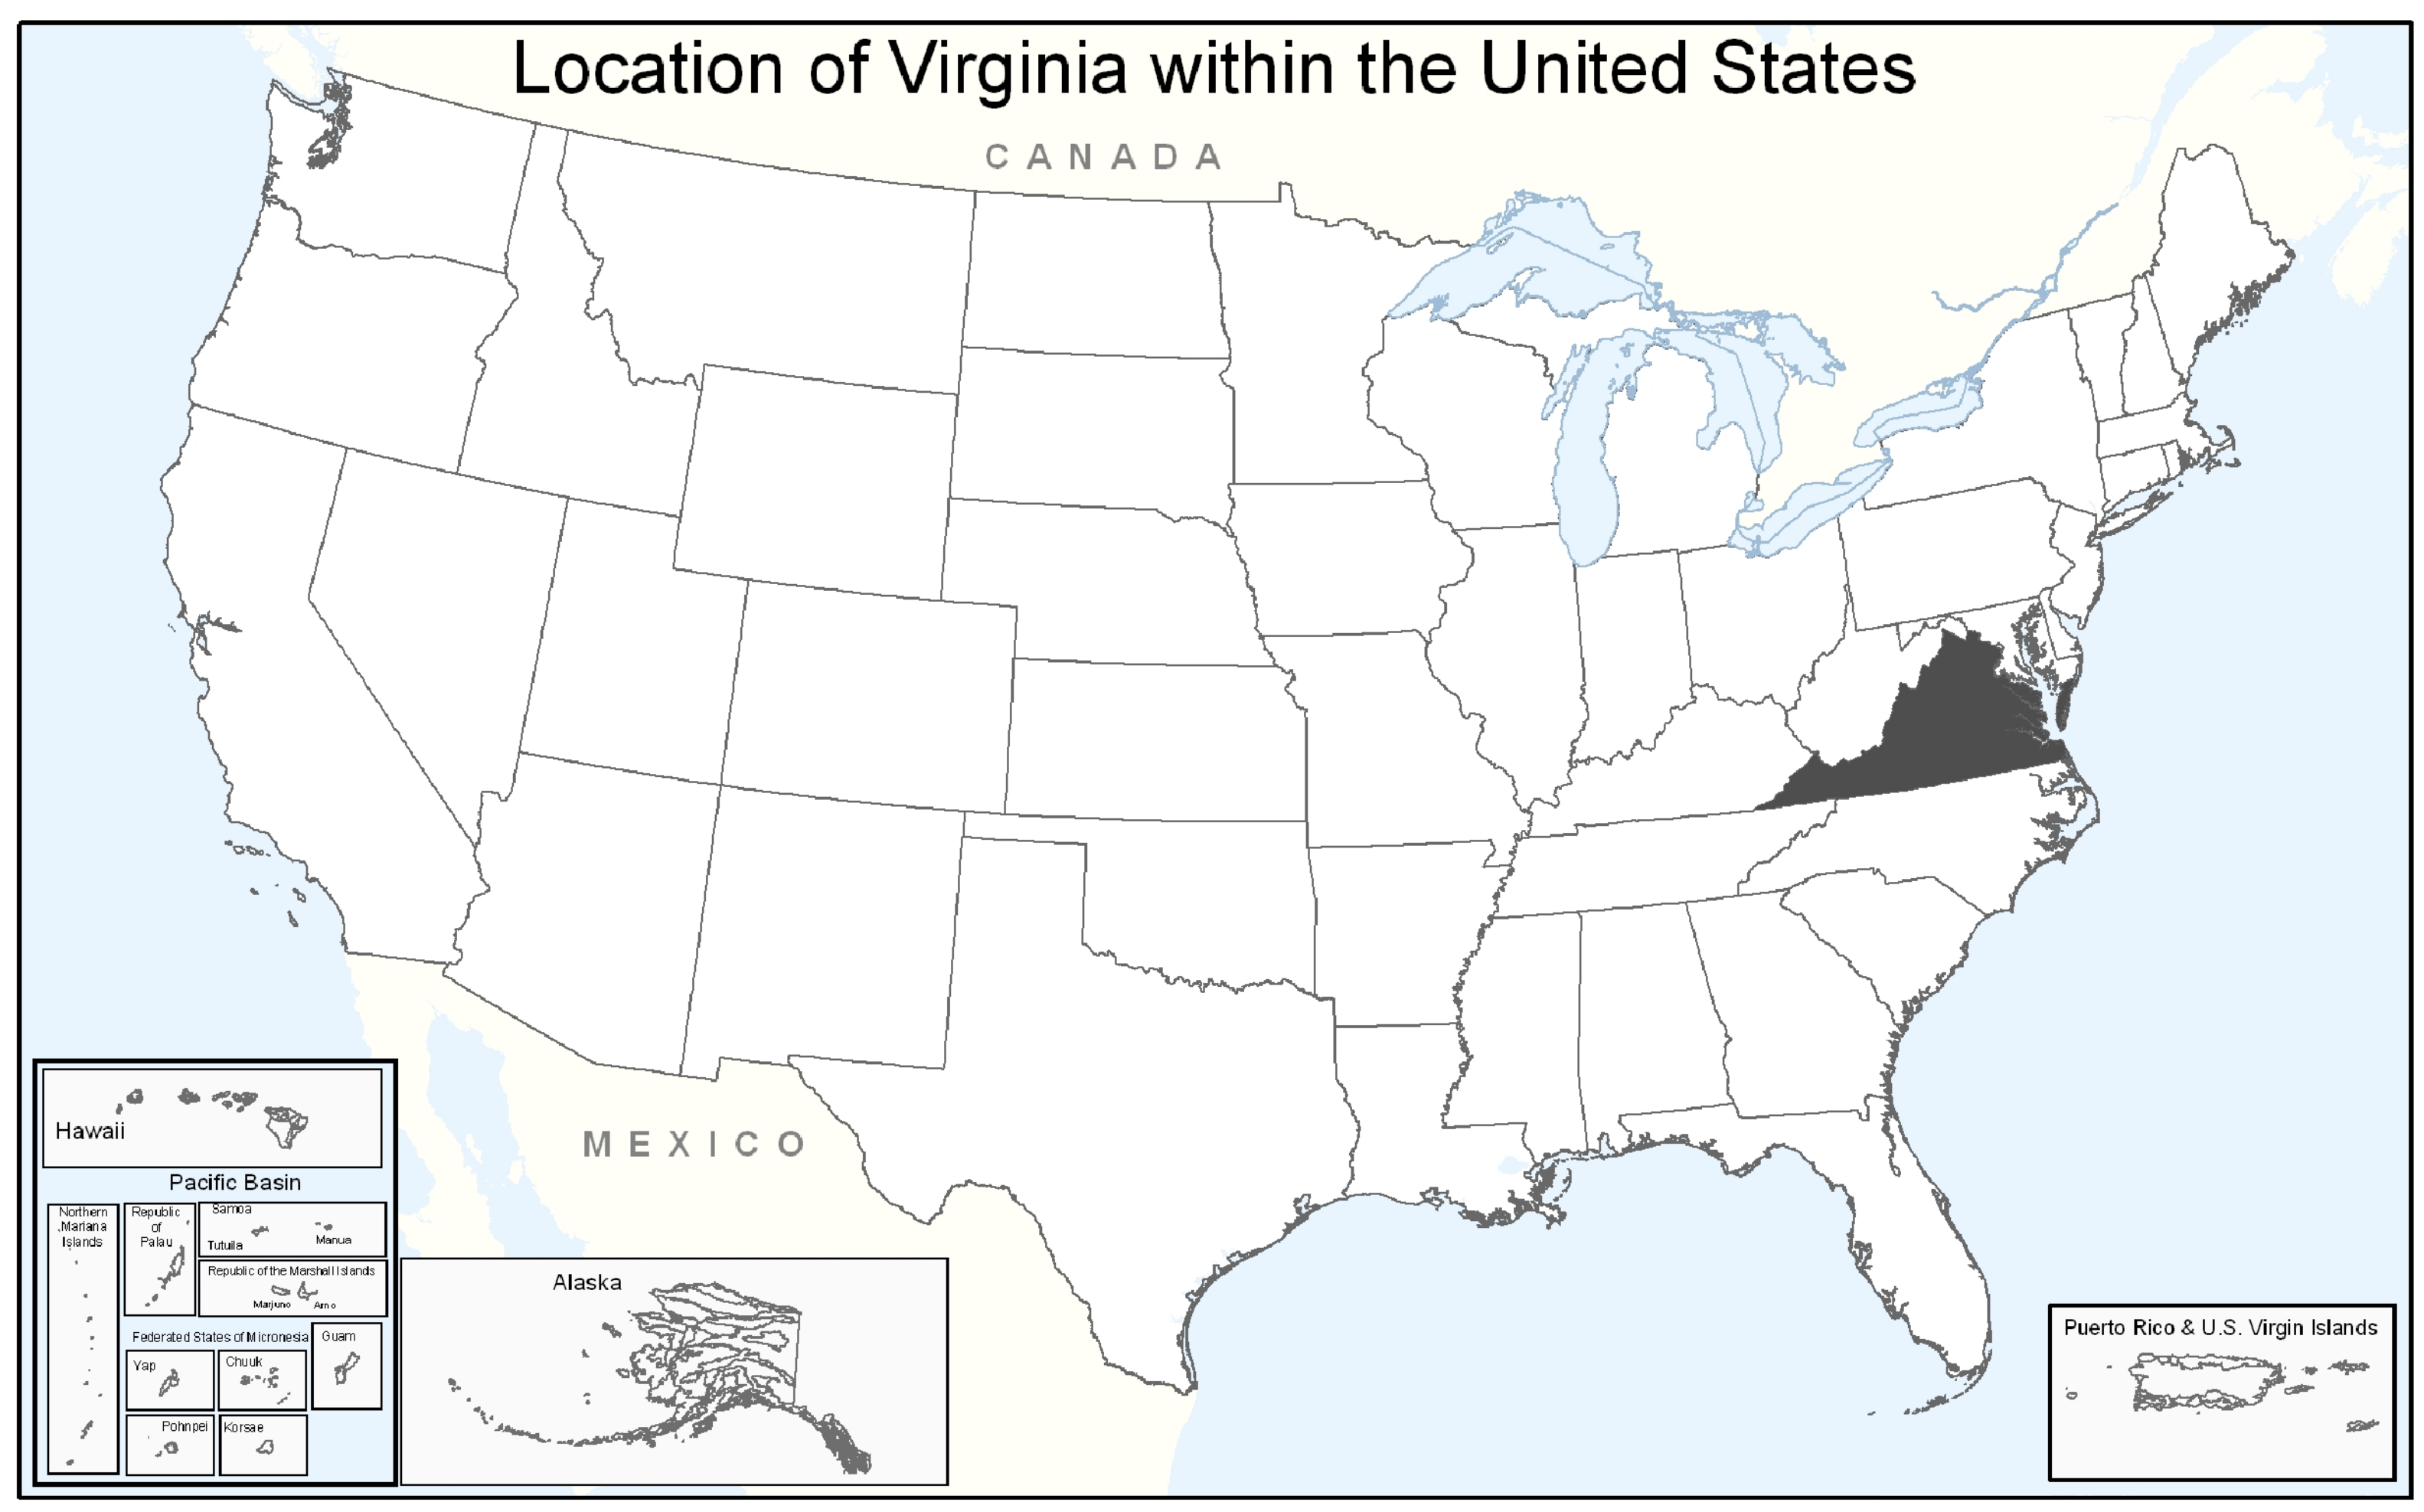 Location of Virginia within the United States
CANADA
MEXICO
Hawaii
Pacific Basin
Northern
Mariana
Islands
Republic
of
Palau
Samoa
Tutuila
Manua
Republic of the Marshall Islands
Marjuno
Arno
Federated States of Micronesia
Guam
Yap
Chuuk
Pohnpei
Korsae
Alaska
Puerto Rico & U.S. Virgin Islands